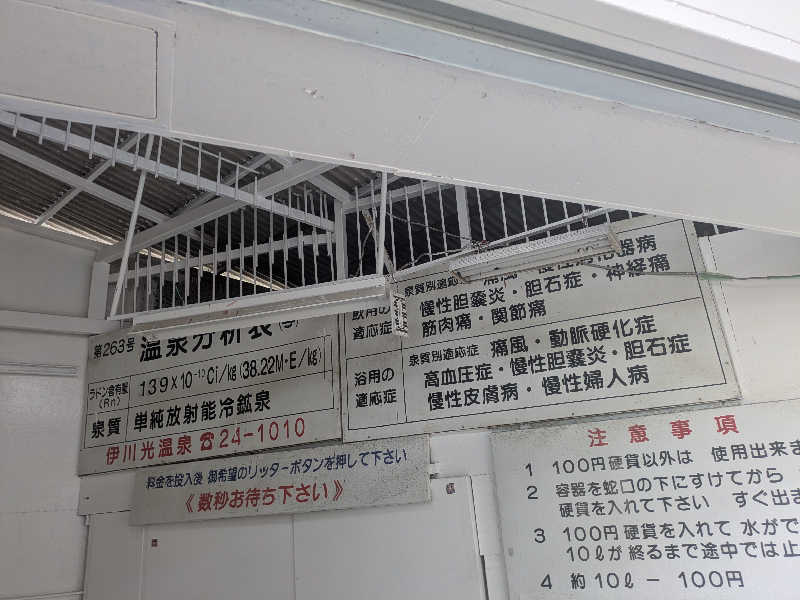 第263号 温泉分析表
ラドン含有量
(Rn)
139×10⁻¹⁰Ci/kg (38.22M·E/kg)
泉質 単純放射能冷鉱泉
伊川光温泉 ☎24-1010
飲用の
適応症
泉質別適応症 痛風・慢性消化器病
慢性胆嚢炎・胆石症・神経痛
筋肉痛・関節痛
浴用の
適応症
泉質別適応症 痛風・動脈硬化症
高血圧症・慢性胆嚢炎・胆石症
慢性皮膚病・慢性婦人病
料金を投入後 御希望のリッターボタンを押して下さい
《数秒お待ち下さい》
注意事項
1 100円硬貨以外は 使用出来ま
2 容器を蛇口の下にすけてから
硬貨を入れて下さい すぐ出
3 100円硬貨を入れて 水がで
10ℓが終るまで途中では止
4 約10ℓー 100円